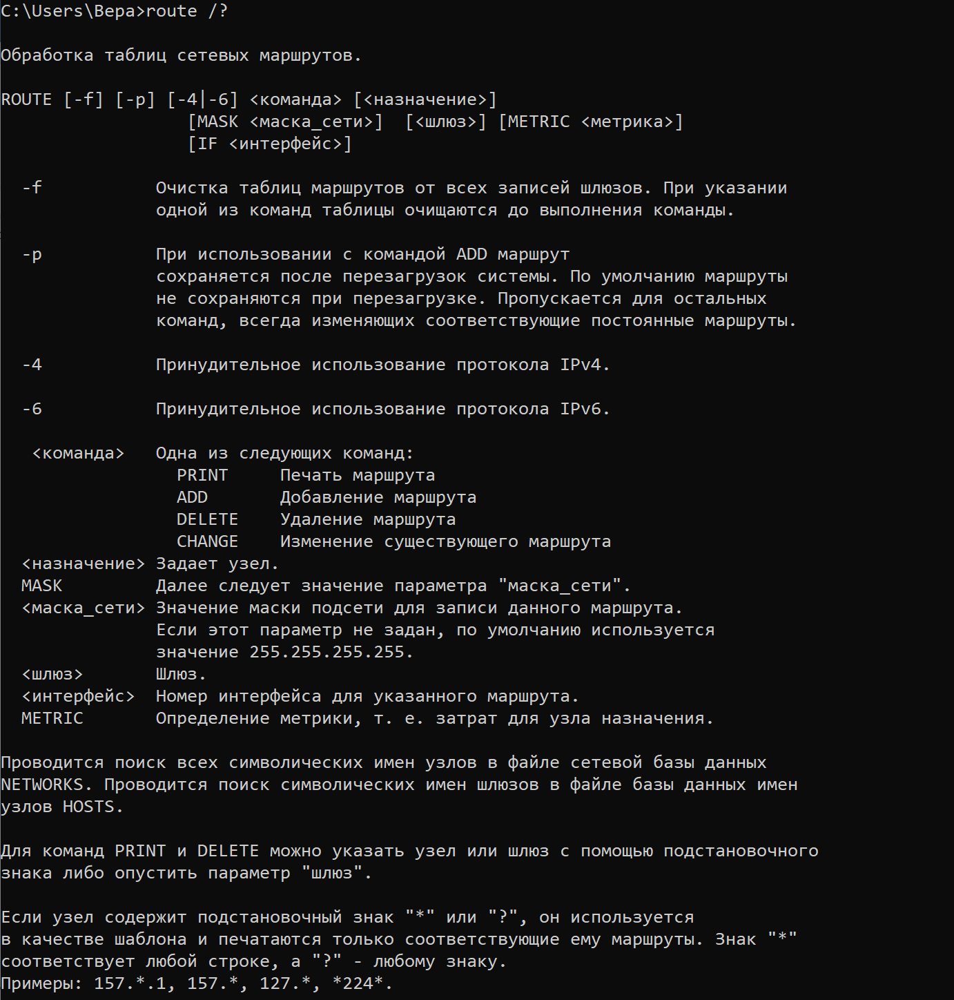 C:\Users\Вера>route /?
Обработка таблиц сетевых маршрутов.
ROUTE [-f] [-p] [-4|-6] <команда> [<назначение>]
[MASK <маска_сети>]  [<шлюз>] [METRIC <метрика>]
[IF <интерфейс>]
-f Очистка таблиц маршрутов от всех записей шлюзов. При указании
одной из команд таблицы очищаются до выполнения команды.
-p При использовании с командой ADD маршрут
сохраняется после перезагрузок системы. По умолчанию маршруты
не сохраняются при перезагрузке. Пропускается для остальных
команд, всегда изменяющих соответствующие постоянные маршруты.
-4 Принудительное использование протокола IPv4.
-6 Принудительное использование протокола IPv6.
<команда> Одна из следующих команд:
PRINT Печать маршрута
ADD Добавление маршрута
DELETE Удаление маршрута
CHANGE Изменение существующего маршрута
<назначение> Задает узел.
MASK Далее следует значение параметра "маска_сети".
<маска_сети> Значение маски подсети для записи данного маршрута.
Если этот параметр не задан, по умолчанию используется
значение 255.255.255.255.
<шлюз> Шлюз.
<интерфейс> Номер интерфейса для указанного маршрута.
METRIC Определение метрики, т. е. затрат для узла назначения.
Проводится поиск всех символических имен узлов в файле сетевой базы данных
NETWORKS. Проводится поиск символических имен шлюзов в файле базы данных имен
узлов HOSTS.
Для команд PRINT и DELETE можно указать узел или шлюз с помощью подстановочного
знака либо опустить параметр "шлюз".
Если узел содержит подстановочный знак "*" или "?", он используется
в качестве шаблона и печатаются только соответствующие ему маршруты. Знак "*"
соответствует любой строке, а "?" - любому знаку.
Примеры: 157.*.1, 157.*, 127.*, *224*.